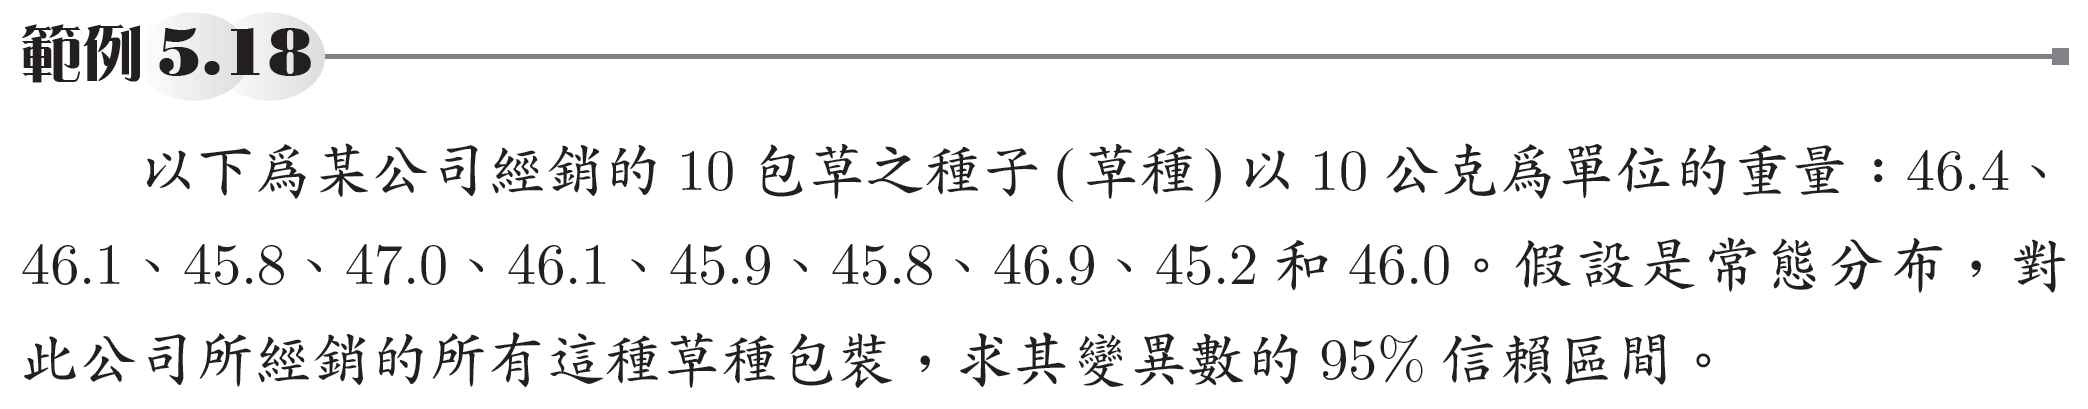 範例 5.18
以下爲某公司經銷的 10 包草之種子 (草種) 以 10 公克爲單位的重量：46.4、
46.1、45.8、47.0、46.1、45.9、45.8、46.9、45.2 和 46.0。假設是常態分布，對
此公司所經銷的所有這種草種包裝，求其變異數的 95% 信賴區間。